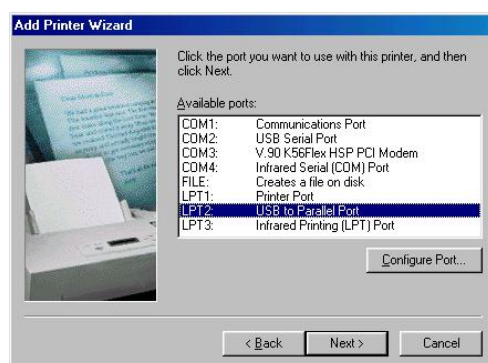 Add Printer Wizard
Click the port you want to use with this printer, and then
click Next.
Available ports:
COM1: Communications Port
COM2: USB Serial Port
COM3: V.90 K56Flex HSP PCI Modem
COM4: Infrared Serial (COM) Port
FILE: Creates a file on disk
LPT1: Printer Port
LPT2: USB to Parallel Port
LPT3: Infrared Printing (LPT) Port
Configure Port...
< Back Next > Cancel